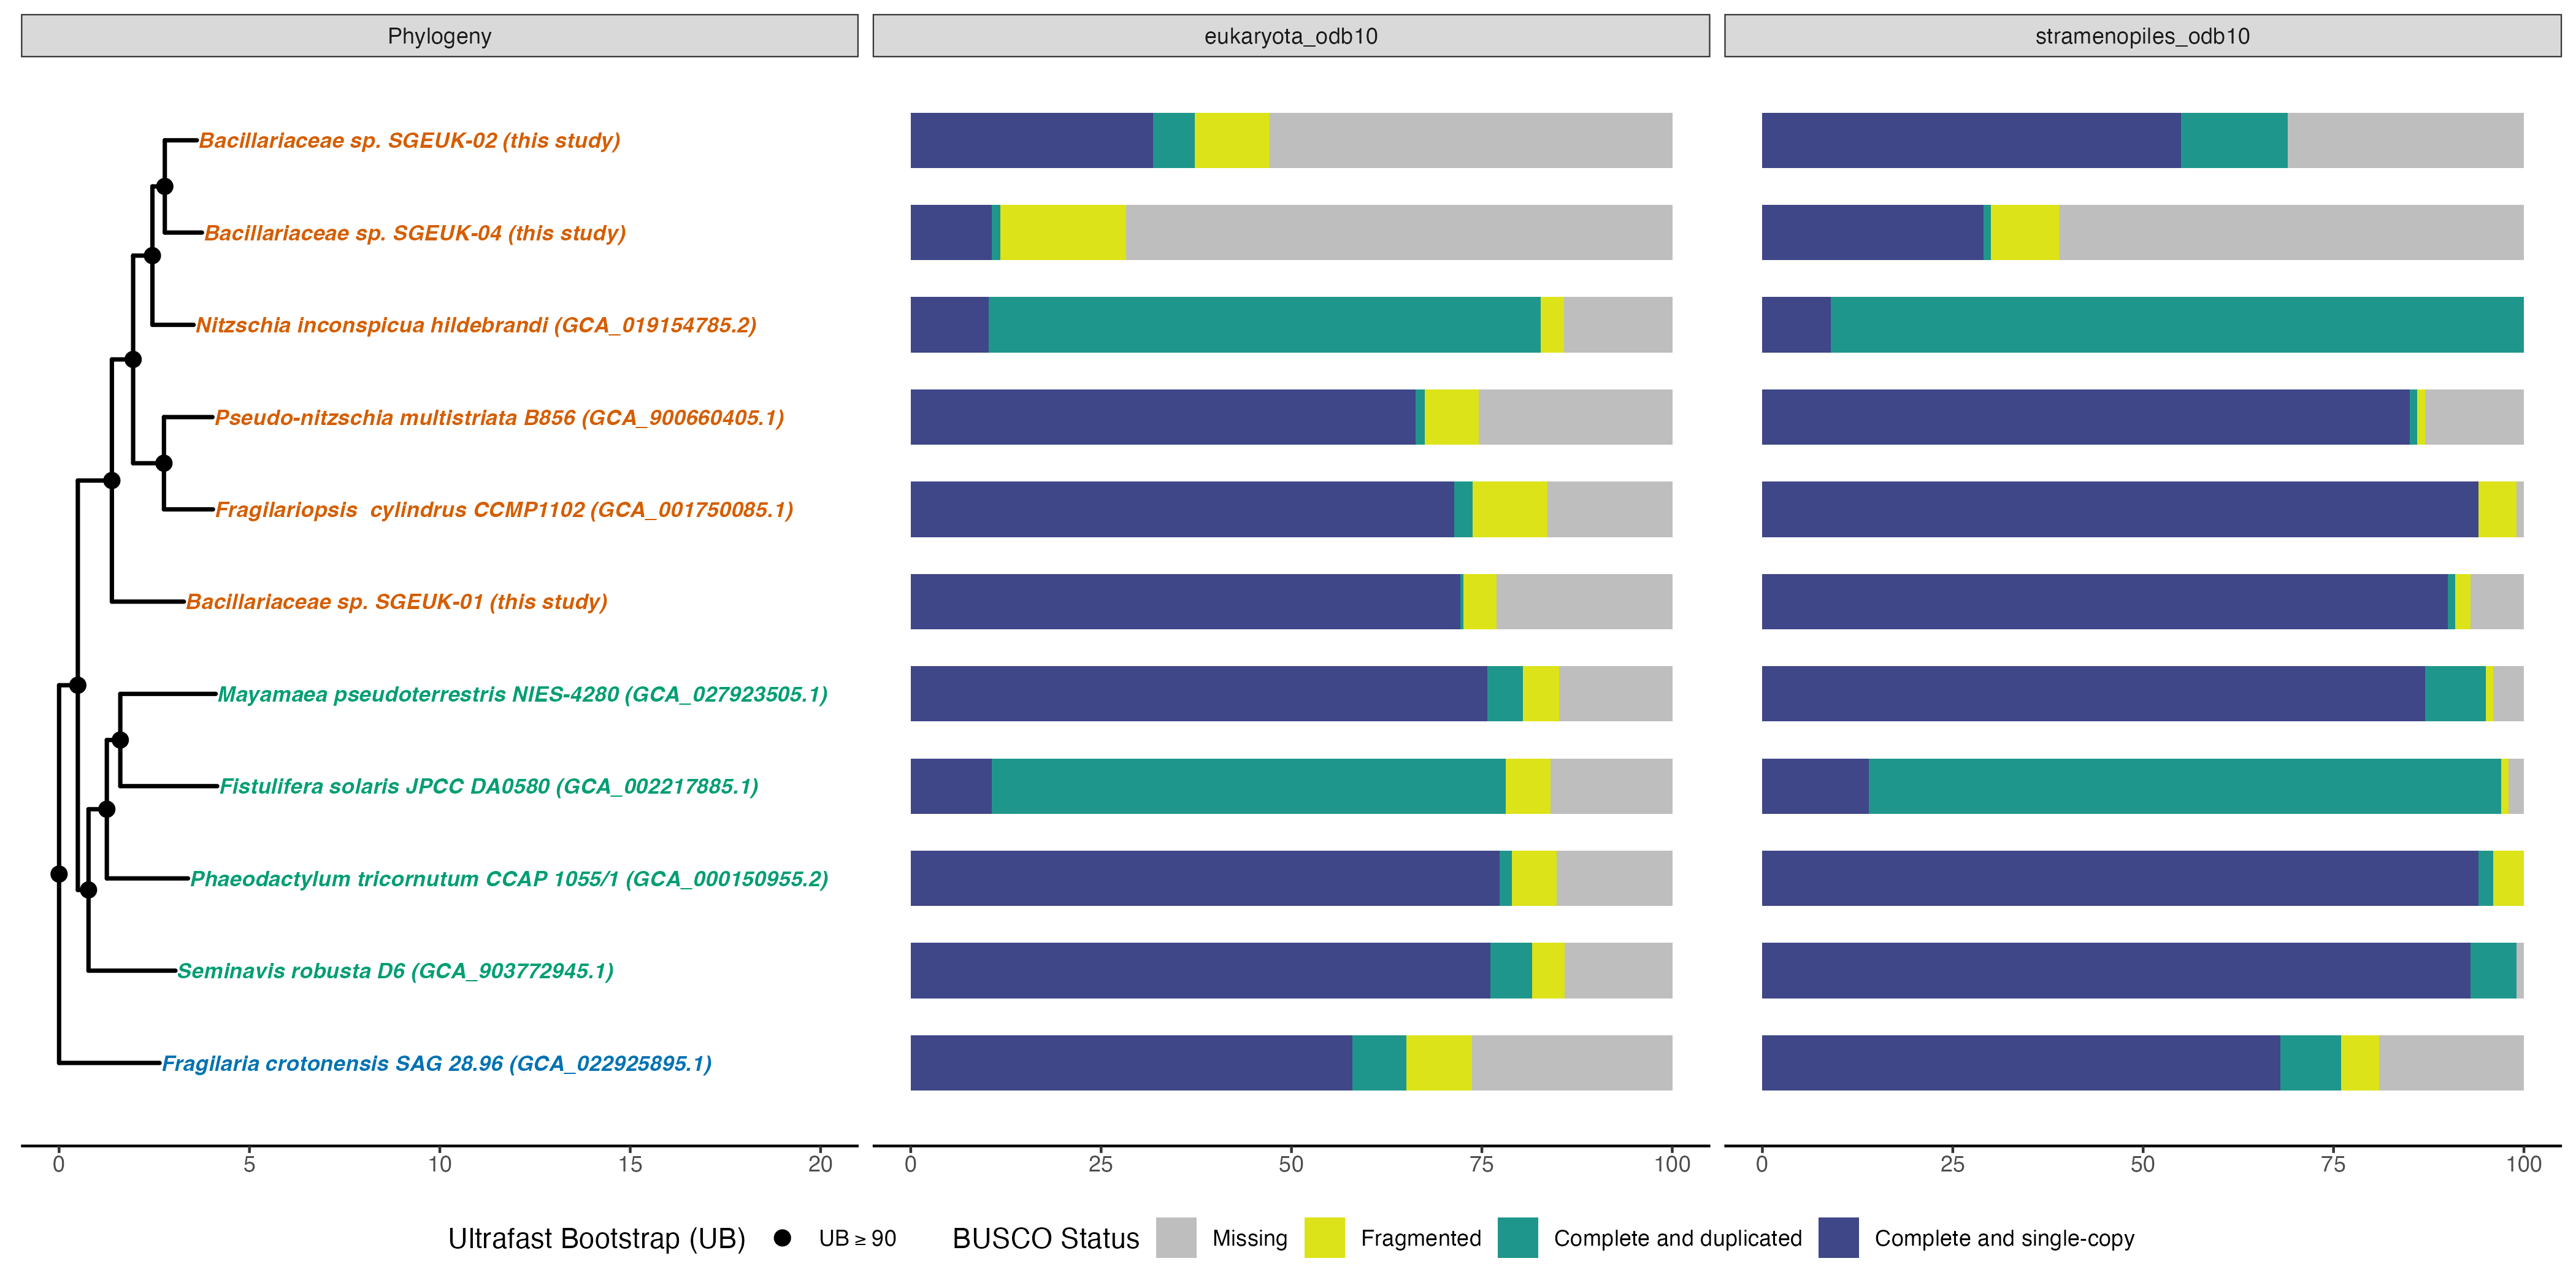 Phylogeny
eukaryota_odb10
stramenopiles_odb10
Bacillariaceae sp. SGEUK-02 (this study)
Bacillariaceae sp. SGEUK-04 (this study)
Nitzschia inconspicua hildebrandi (GCA_019154785.2)
Pseudo-nitzschia multistriata B856 (GCA_900660405.1)
Fragilariopsis  cylindrus CCMP1102 (GCA_001750085.1)
Bacillariaceae sp. SGEUK-01 (this study)
Mayamaea pseudoterrestris NIES-4280 (GCA_027923505.1)
Fistulifera solaris JPCC DA0580 (GCA_002217885.1)
Phaeodactylum tricornutum CCAP 1055/1 (GCA_000150955.2)
Seminavis robusta D6 (GCA_903772945.1)
Fragilaria crotonensis SAG 28.96 (GCA_022925895.1)
0 5 10 15 20
0 25 50 75 100
0 25 50 75 100
Ultrafast Bootstrap (UB) UB ≥ 90 BUSCO Status Missing Fragmented Complete and duplicated Complete and single-copy